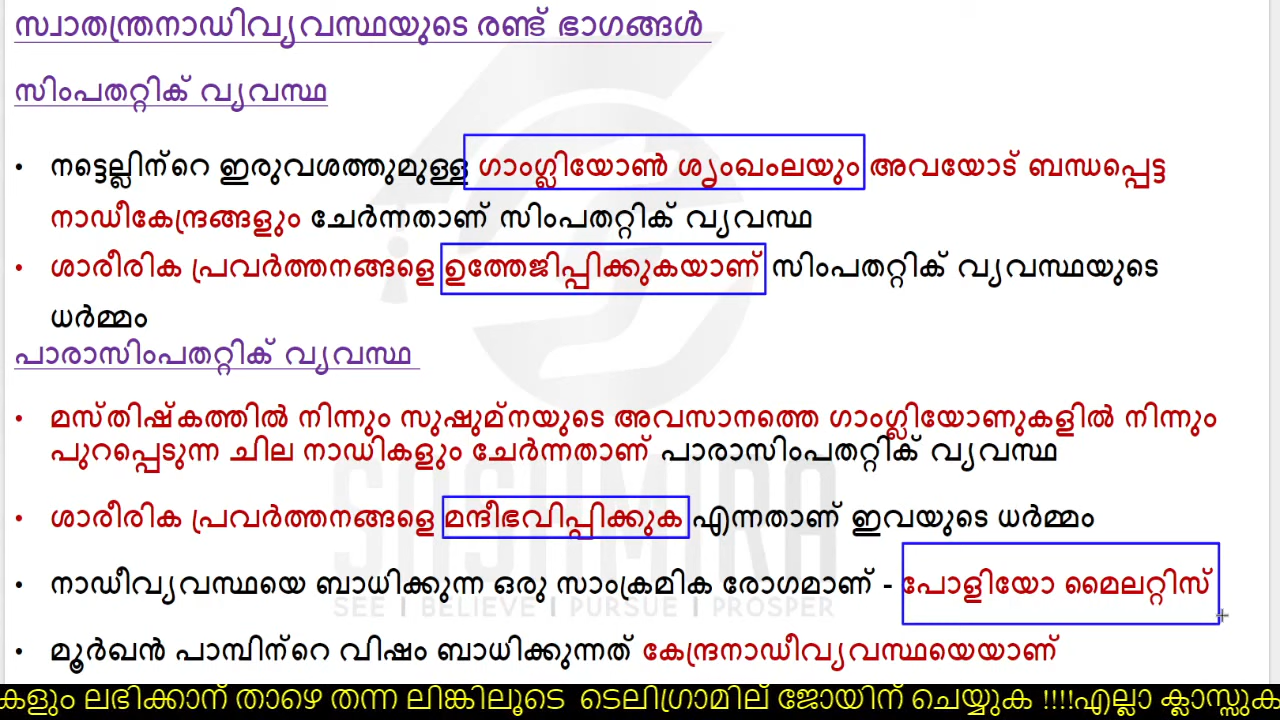 സ്വാതന്ത്രനാഡിവ്യവസ്ഥയുടെ രണ്ട് ഭാഗങ്ങൾ
സിംപതറ്റിക് വ്യവസ്ഥ
• നട്ടെല്ലിന്റെ ഇരുവശത്തുമുള്ള ഗാംഗ്ലിയോൺ ശൃംഖംലയും അവയോട് ബന്ധപ്പെട്ട
നാഡീകേന്ദ്രങ്ങളും ചേർന്നതാണ് സിംപതറ്റിക് വ്യവസ്ഥ
• ശാരീരിക പ്രവർത്തനങ്ങളെ ഉത്തേജിപ്പിക്കുകയാണ് സിംപതറ്റിക് വ്യവസ്ഥയുടെ
ധർമ്മം
പാരാസിംപതറ്റിക് വ്യവസ്ഥ
• മസ്തിഷ്കത്തിൽ നിന്നും സുഷുമ്നയുടെ അവസാനത്തെ ഗാംഗ്ലിയോണുകളിൽ നിന്നും
പുറപ്പെടുന്ന ചില നാഡികളും ചേർന്നതാണ് പാരാസിംപതറ്റിക് വ്യവസ്ഥ
• ശാരീരിക പ്രവർത്തനങ്ങളെ മന്ദീഭവിപ്പിക്കുക എന്നതാണ് ഇവയുടെ ധർമ്മം
• നാഡീവ്യവസ്ഥയെ ബാധിക്കുന്ന ഒരു സാംക്രമിക രോഗമാണ് - പോളിയോ മൈലറ്റിസ്
SEE | BELIEVE | PURSUE | PROSPER
• മൂർഖൻ പാമ്പിന്റെ വിഷം ബാധിക്കുന്നത് കേന്ദ്രനാഡീവ്യവസ്ഥയെയാണ്
കളും ലഭിക്കാന് താഴെ തന്ന ലിങ്കിലൂടെ ടെലിഗ്രാമില് ജോയിന് ചെയ്യുക !!!!എല്ലാ ക്ലാസ്സുക